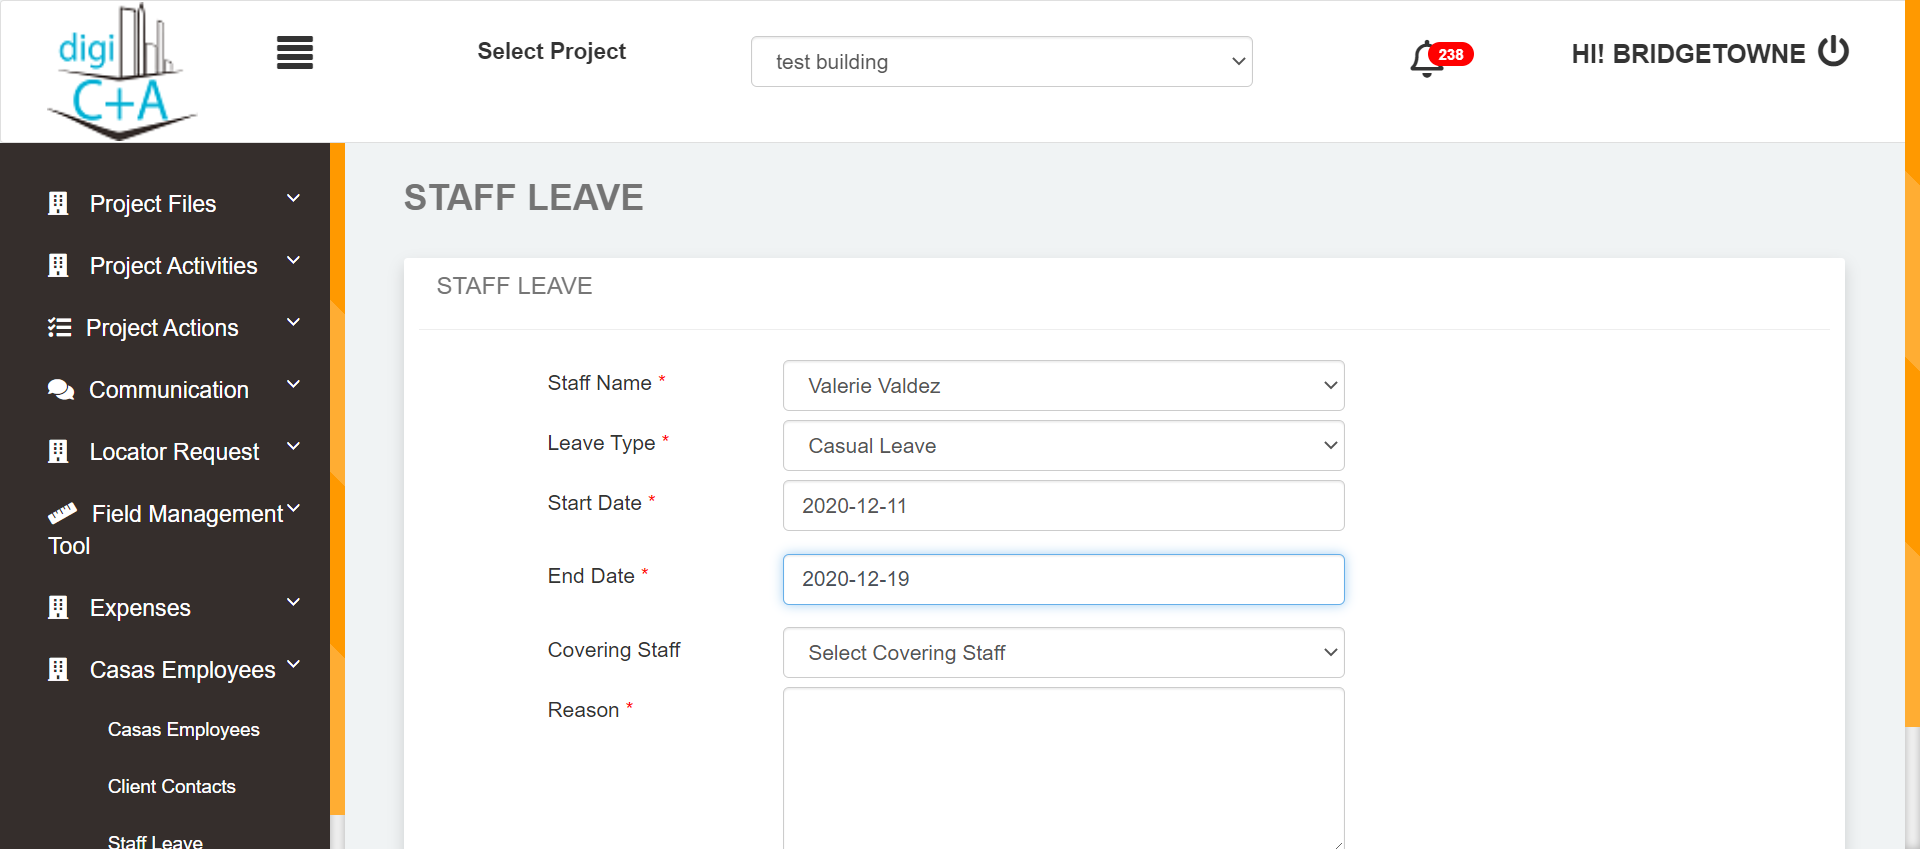 digi
C+A
Select Project
test building
238
HI! BRIDGETOWNE
Project Files
Project Activities
Project Actions
Communication
Locator Request
Field Management
Tool
Expenses
Casas Employees
Casas Employees
Client Contacts
Staff Leave
STAFF LEAVE
STAFF LEAVE
Staff Name *
Valerie Valdez
Leave Type *
Casual Leave
Start Date *
2020-12-11
End Date *
2020-12-19
Covering Staff
Select Covering Staff
Reason *